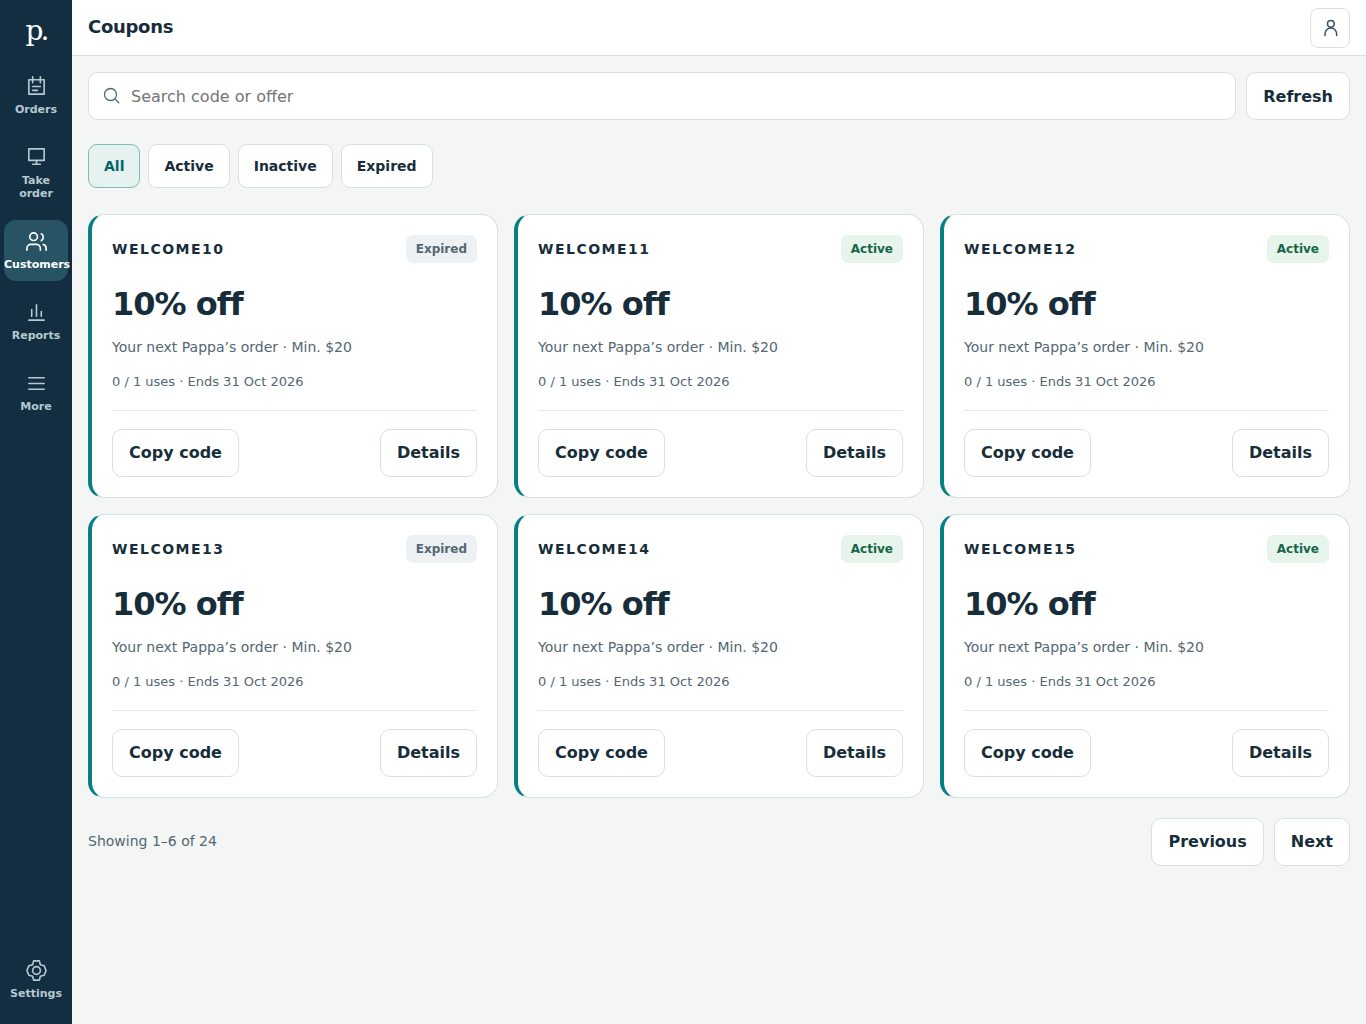 p.
Coupons
Orders
Take
order
Customers
Reports
More
Settings
Search code or offer
Refresh
All
Active
Inactive
Expired
WELCOME10
Expired
10% off
Your next Pappa’s order · Min. $20
0 / 1 uses · Ends 31 Oct 2026
Copy code
Details
WELCOME11
Active
10% off
Your next Pappa’s order · Min. $20
0 / 1 uses · Ends 31 Oct 2026
Copy code
Details
WELCOME12
Active
10% off
Your next Pappa’s order · Min. $20
0 / 1 uses · Ends 31 Oct 2026
Copy code
Details
WELCOME13
Expired
10% off
Your next Pappa’s order · Min. $20
0 / 1 uses · Ends 31 Oct 2026
Copy code
Details
WELCOME14
Active
10% off
Your next Pappa’s order · Min. $20
0 / 1 uses · Ends 31 Oct 2026
Copy code
Details
WELCOME15
Active
10% off
Your next Pappa’s order · Min. $20
0 / 1 uses · Ends 31 Oct 2026
Copy code
Details
Showing 1–6 of 24
Previous
Next